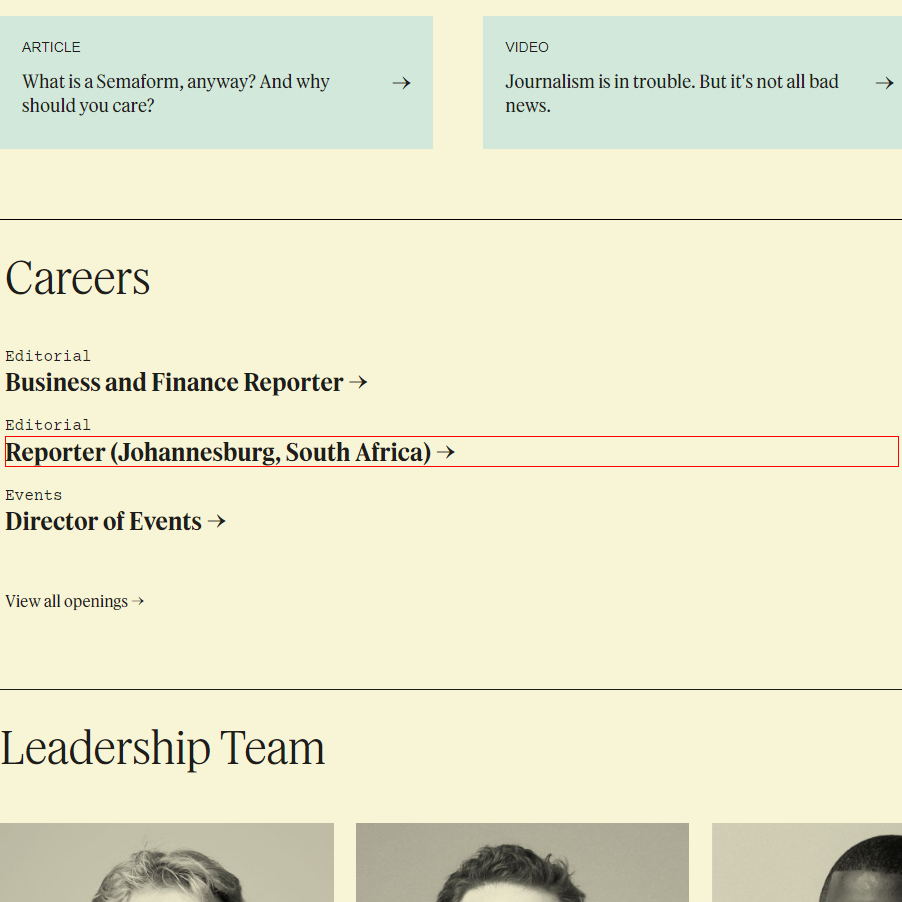 ARTICLE
What is a Semaform, anyway? And why
should you care?
→
VIDEO
Journalism is in trouble. But it's not all bad
news.
→
Careers
Editorial
Business and Finance Reporter →
Editorial
Reporter (Johannesburg, South Africa) →
Events
Director of Events →
View all openings →
Leadership Team